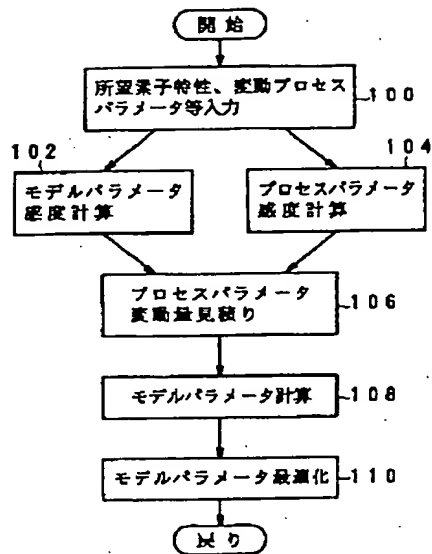 開始
所望素子特性、変動プロセス
パラメータ等入力
100
102
104
モデルパラメータ
感度計算
プロセスパラメータ
感度計算
プロセスパラメータ
変動量見積り
106
モデルパラメータ計算
108
モデルパラメータ最適化
110
戻り